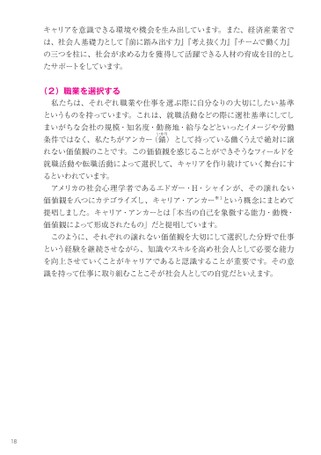 キャリアを意識できる環境や機会を生み出しています。また、経済産業省で
は、社会人基礎力として『前に踏み出す力』『考え抜く力』『チームで働く力』
の三つを柱に、社会が求める力を獲得して活躍できる人材の育成を目的とし
たサポートをしています。
(2)職業を選択する
私たちは、それぞれ職業や仕事を選ぶ際に自分なりの大切にしたい基準
というものを持っています。これは、就職活動などの際に選社基準にしてし
まいがちな会社の規模・知名度・勤務地・給与などといったイメージや労働
条件ではなく、私たちがアンカー(錨)として持っている働くうえで絶対に譲
れない価値観のことです。この価値観を感じることができそうなフィールドを
就職活動や転職活動によって選択して、キャリアを作り続けていく舞台にす
るといわれています。
アメリカの社会心理学者であるエドガー・H・シャインが、その譲れない
価値観を八つにカテゴライズし、キャリア・アンカー※1という概念にまとめて
提唱しました。キャリア・アンカーとは「本当の自己を象徴する能力・動機・
価値観によって形成されたもの」だと提唱しています。
このように、それぞれの譲れない価値観を大切にして選択した分野で仕事
という経験を継続させながら、知識やスキルを高め社会人として必要な能力
を向上させていくことがキャリアであると認識することが重要です。その意
識を持って仕事に取り組むことこそが社会人としての自覚だといえます。
18